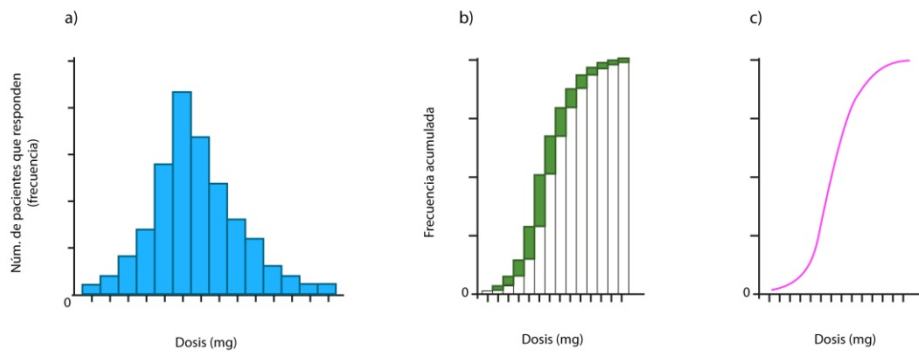 a)
Núm. de pacientes que responden
(frecuencia)
0
Dosis (mg)
b)
Frecuencia acumulada
0
Dosis (mg)
c)
0
Dosis (mg)